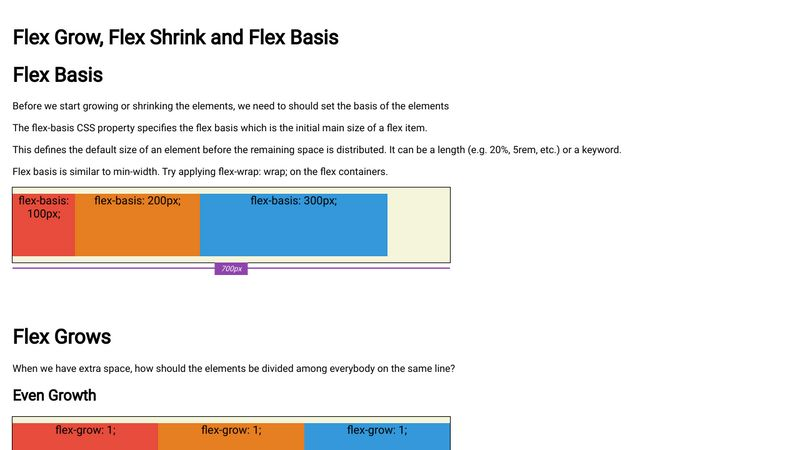 Flex Grow, Flex Shrink and Flex Basis
Flex Basis
Before we start growing or shrinking the elements, we need to should set the basis of the elements
The flex-basis CSS property specifies the flex basis which is the initial main size of a flex item.
This defines the default size of an element before the remaining space is distributed. It can be a length (e.g. 20%, 5rem, etc.) or a keyword.
Flex basis is similar to min-width. Try applying flex-wrap: wrap; on the flex containers.
flex-basis:
100px;
flex-basis: 200px;
flex-basis: 300px;
700px
Flex Grows
When we have extra space, how should the elements be divided among everybody on the same line?
Even Growth
flex-grow: 1;
flex-grow: 1;
flex-grow: 1;